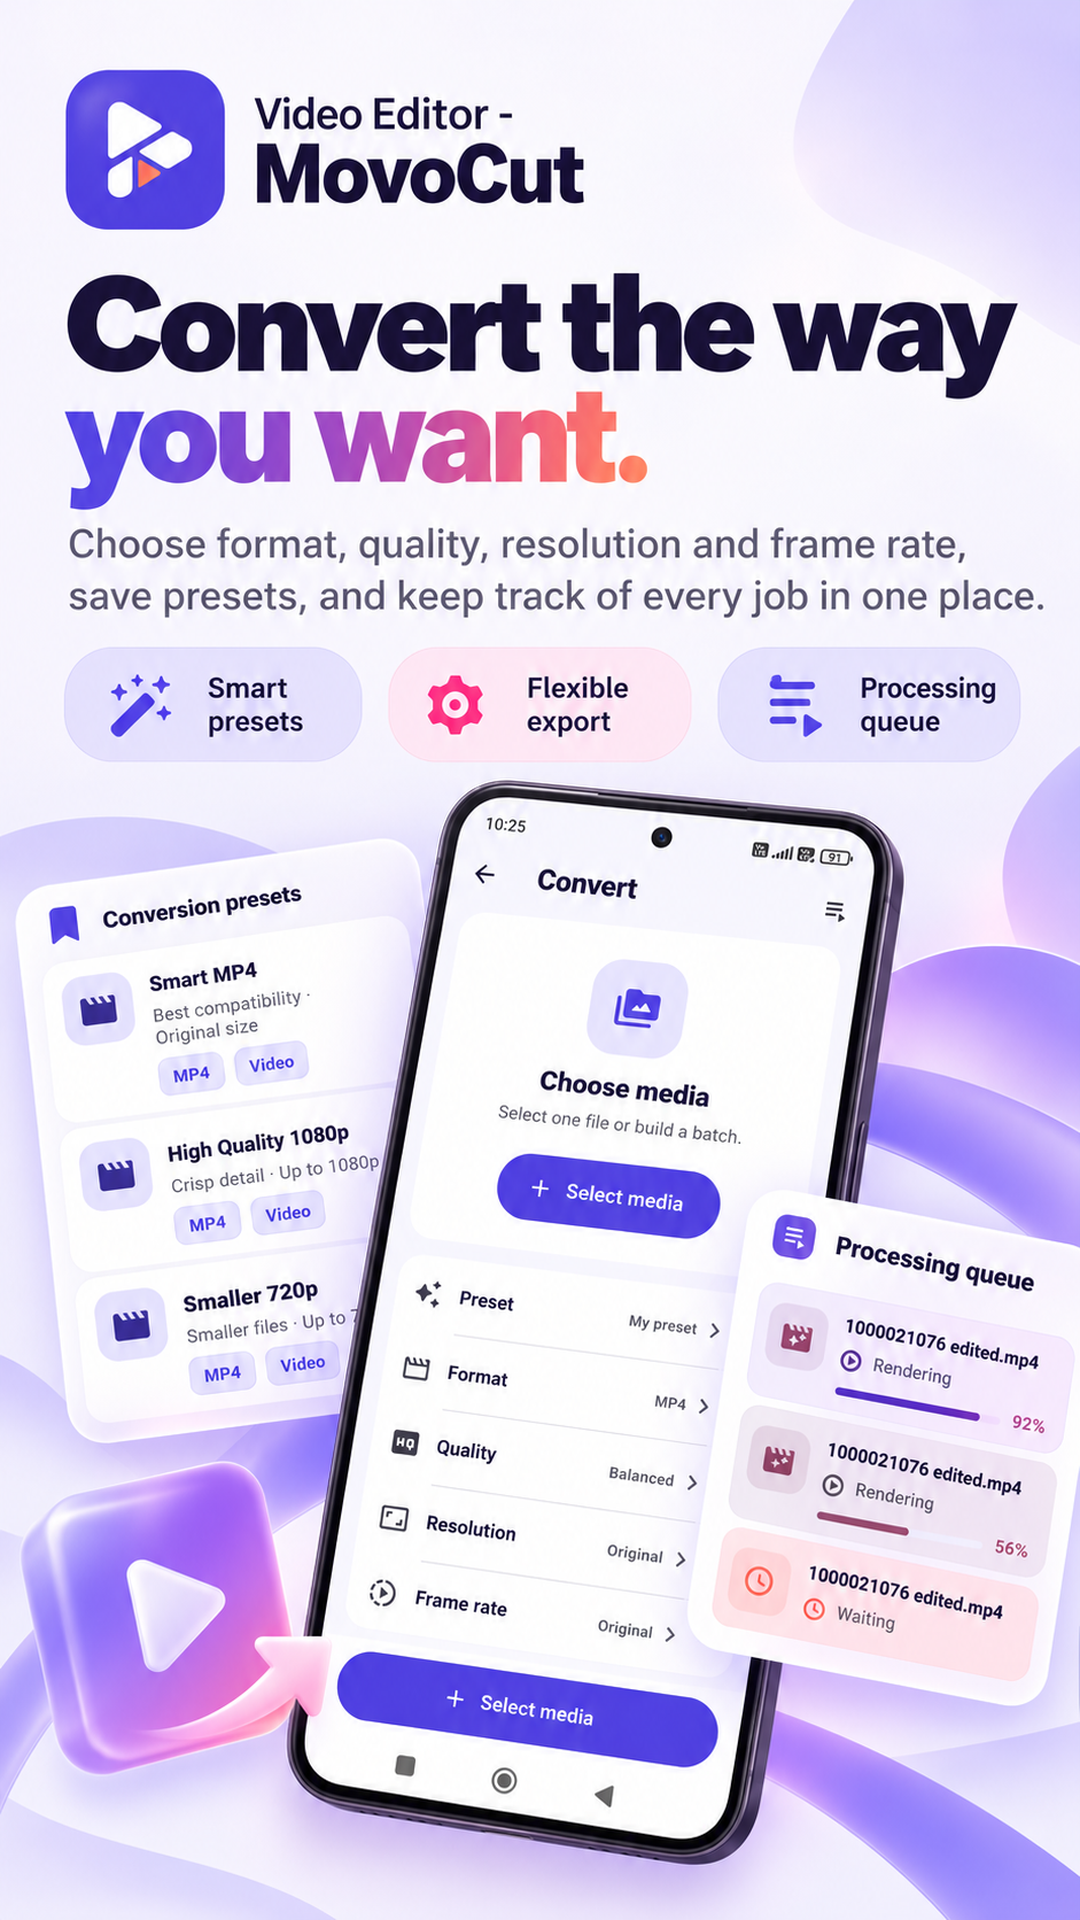 Video Editor -
MovoCut
Convert the way
you want.
Choose format, quality, resolution and frame rate,
save presets, and keep track of every job in one place.
Smart
presets
Flexible
export
Processing
queue
Conversion presets
Smart MP4
Best compatibility ·
Original size
MP4
Video
High Quality 1080p
Crisp detail · Up to 1080p
MP4
Video
Smaller 720p
Smaller files · Up to
MP4
Video
10:25
91
Convert
Choose media
Select one file or build a batch.
+ Select media
Preset
My preset
Format
MP4
HQ
Quality
Balanced
Resolution
Original
Frame rate
Original
+ Select media
Processing queue
1000021076 edited.mp4
Rendering
92%
1000021076 edited.mp4
Rendering
56%
1000021076 edited.mp4
Waiting